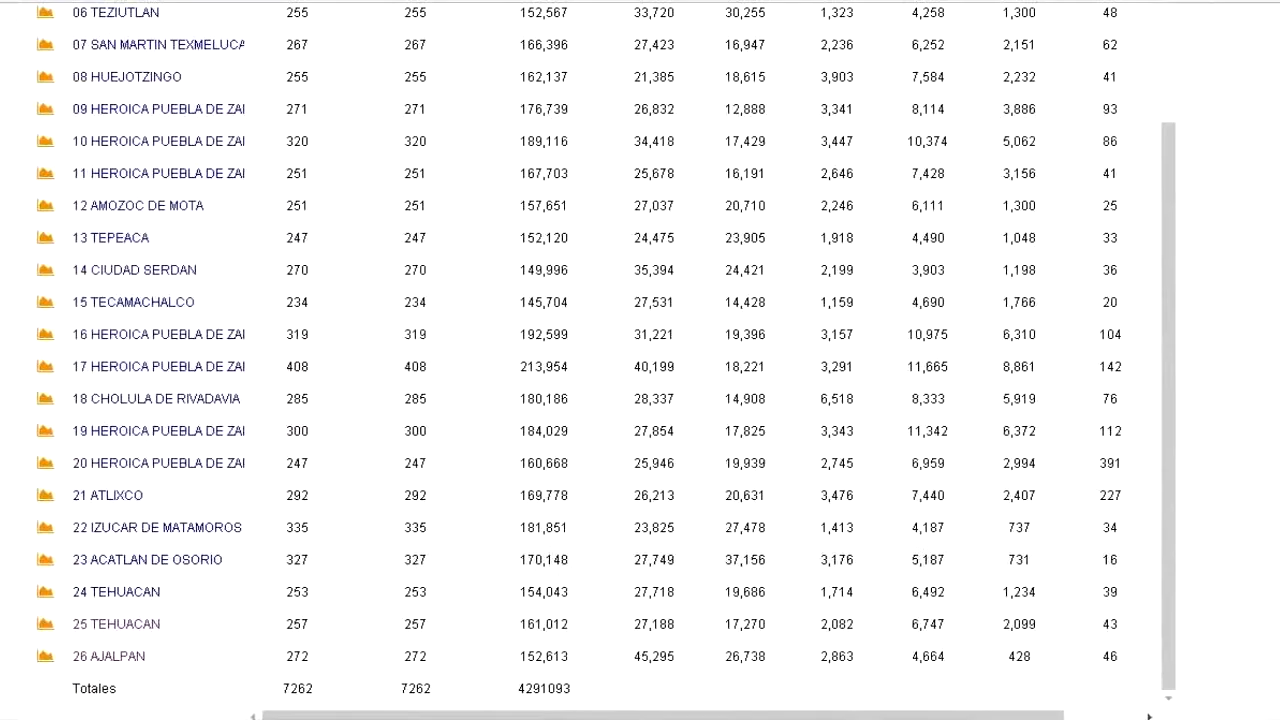 06 TEZIUTLAN 255 255 152,567 33,720 30,255 1,323 4,258 1,300 48
07 SAN MARTIN TEXMELUCA 267 267 166,396 27,423 16,947 2,236 6,252 2,151 62
08 HUEJOTZINGO 255 255 162,137 21,385 18,615 3,903 7,584 2,232 41
09 HEROICA PUEBLA DE ZAI 271 271 176,739 26,832 12,888 3,341 8,114 3,886 93
10 HEROICA PUEBLA DE ZAI 320 320 189,116 34,418 17,429 3,447 10,374 5,062 86
11 HEROICA PUEBLA DE ZAI 251 251 167,703 25,678 16,191 2,646 7,428 3,156 41
12 AMOZOC DE MOTA 251 251 157,651 27,037 20,710 2,246 6,111 1,300 25
13 TEPEACA 247 247 152,120 24,475 23,905 1,918 4,490 1,048 33
14 CIUDAD SERDAN 270 270 149,996 35,394 24,421 2,199 3,903 1,198 36
15 TECAMACHALCO 234 234 145,704 27,531 14,428 1,159 4,690 1,766 20
16 HEROICA PUEBLA DE ZAI 319 319 192,599 31,221 19,396 3,157 10,975 6,310 104
17 HEROICA PUEBLA DE ZAI 408 408 213,954 40,199 18,221 3,291 11,665 8,861 142
18 CHOLULA DE RIVADAVIA 285 285 180,186 28,337 14,908 6,518 8,333 5,919 76
19 HEROICA PUEBLA DE ZAI 300 300 184,029 27,854 17,825 3,343 11,342 6,372 112
20 HEROICA PUEBLA DE ZAI 247 247 160,668 25,946 19,939 2,745 6,959 2,994 391
21 ATLIXCO 292 292 169,778 26,213 20,631 3,476 7,440 2,407 227
22 IZUCAR DE MATAMOROS 335 335 181,851 23,825 27,478 1,413 4,187 737 34
23 ACATLAN DE OSORIO 327 327 170,148 27,749 37,156 3,176 5,187 731 16
24 TEHUACAN 253 253 154,043 27,718 19,686 1,714 6,492 1,234 39
25 TEHUACAN 257 257 161,012 27,188 17,270 2,082 6,747 2,099 43
26 AJALPAN 272 272 152,613 45,295 26,738 2,863 4,664 428 46
Totales 7262 7262 4291093